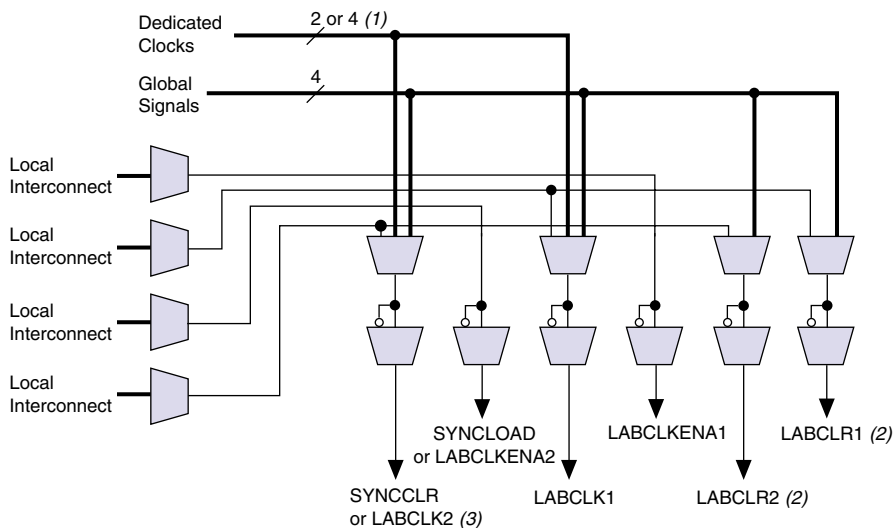 Dedicated
Clocks
2 or 4 (1)
Global
Signals
4
Local
Interconnect
Local
Interconnect
Local
Interconnect
Local
Interconnect
SYNCLOAD
or LABCLKENA2
LABCLKENA1
LABCLR1 (2)
SYNCCLR
or LABCLK2 (3)
LABCLK1
LABCLR2 (2)